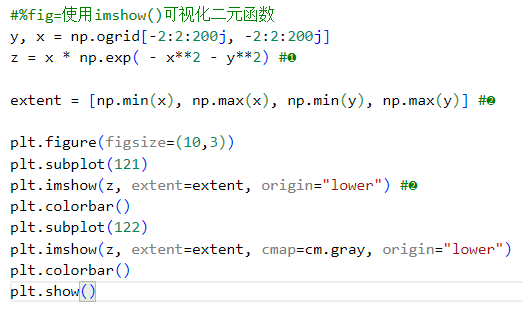 #%fig=使用imshow()可视化二元函数
y, x = np.ogrid[-2:2:200j, -2:2:200j]
z = x * np.exp( - x**2 - y**2) #❶
extent = [np.min(x), np.max(x), np.min(y), np.max(y)] #❷
plt.figure(figsize=(10,3))
plt.subplot(121)
plt.imshow(z, extent=extent, origin="lower") #❷
plt.colorbar()
plt.subplot(122)
plt.imshow(z, extent=extent, cmap=cm.gray, origin="lower")
plt.colorbar()
plt.show()